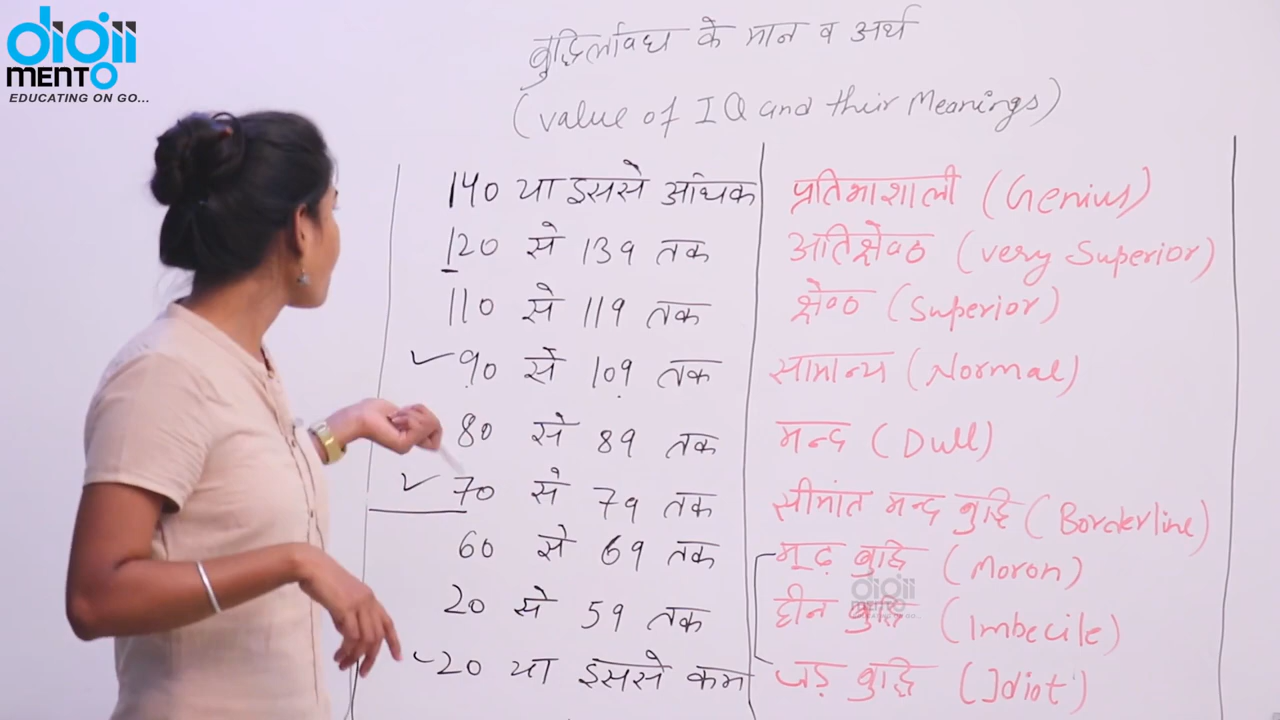 digii
MENTO
EDUCATING ON GO...
बुद्धिलब्धि के मान व अर्थ
(value of IQ and their Meanings)
140 या इससे अधिक प्रतिभाशाली (Genius)
120 से 139 तक अतिश्रेष्ठ (very Superior)
110 से 119 तक श्रेष्ठ (Superior)
90 से 109 तक सामान्य (Normal)
80 से 89 तक मन्द (Dull)
70 से 79 तक सीमांत मन्द बुद्धि (Borderline)
60 से 69 तक मूढ़ बुद्धि (Moron)
20 से 59 तक हीन बुद्धि (Imbecile)
20 या इससे कम जड़ बुद्धि (Idiot)
digii
mento